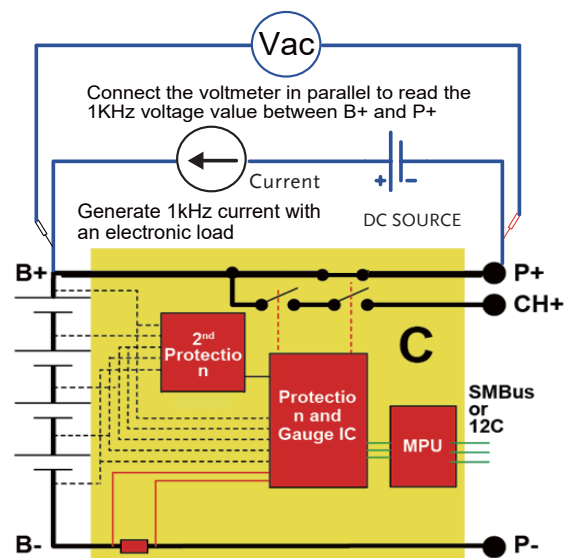 Vac
Connect the voltmeter in parallel to read the
1KHz voltage value between B+ and P+
Current
+ -
Generate 1kHz current with
an electronic load
DC SOURCE
B+
P+
CH+
2nd
Protectio
n
C
Protectio
n and
Gauge IC
MPU
SMBus
or
12C
B-
P-